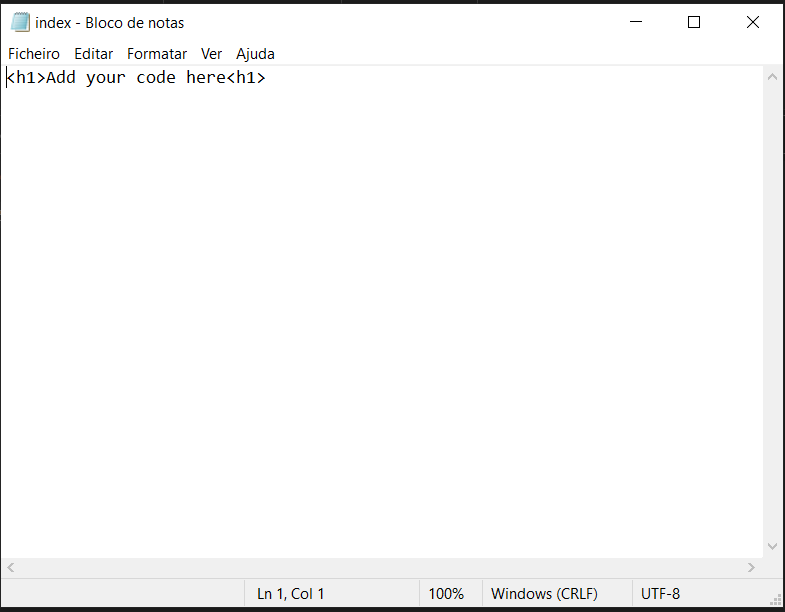 index - Bloco de notas
Ficheiro Editar Formatar Ver Ajuda
<h1>Add your code here<h1>
Ln 1, Col 1 100% Windows (CRLF) UTF-8